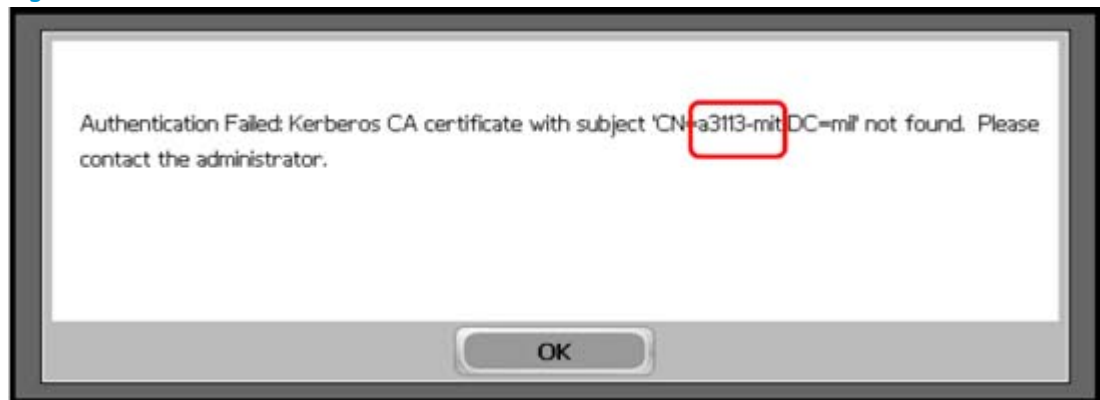 Authentication Failed: Kerberos CA certificate with subject 'CN=a3113-mit,DC=mil' not found. Please
contact the administrator.
OK